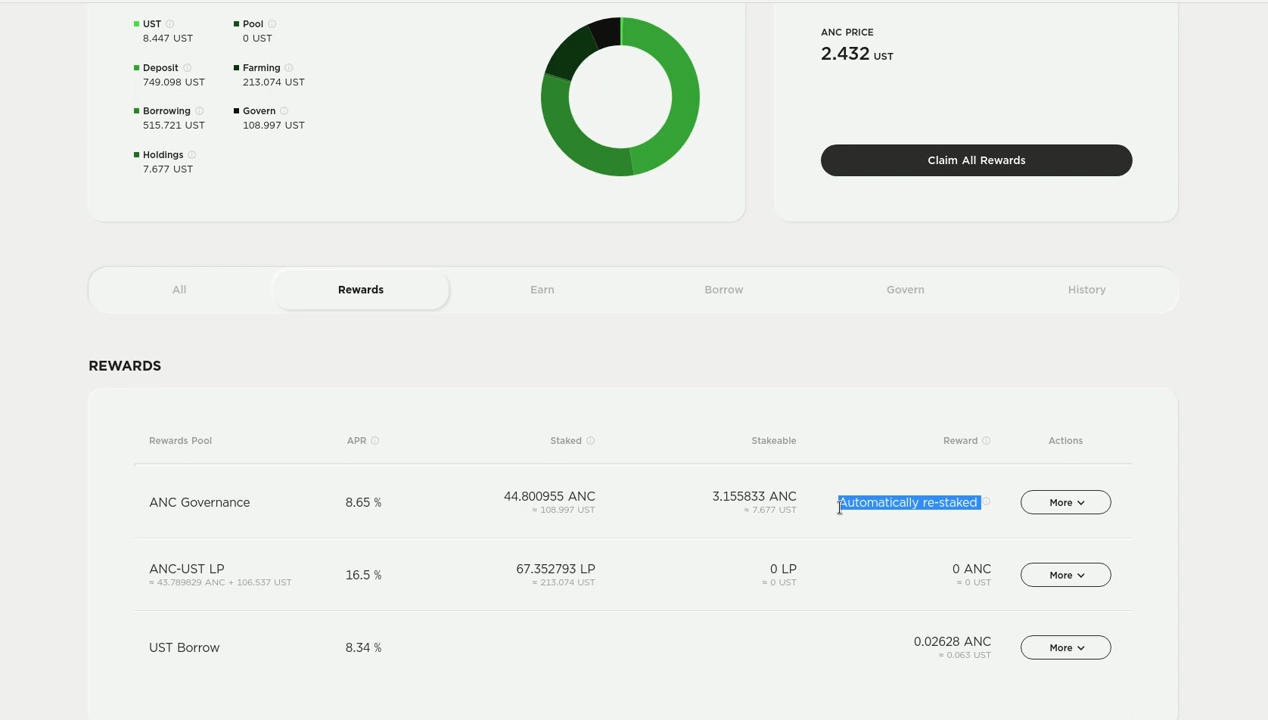 UST
8.447 UST
Pool
0 UST
Deposit
749.098 UST
Farming
213.074 UST
Borrowing
515.721 UST
Govern
108.997 UST
Holdings
7.677 UST
ANC PRICE
2.432 UST
Claim All Rewards
All Rewards Earn Borrow Govern History
REWARDS
Rewards Pool APR Staked Stakeable Reward Actions
ANC Governance 8.65 % 44.800955 ANC 3.155833 ANC Automatically re-staked More
≈ 108.997 UST ≈ 7.677 UST
ANC-UST LP 16.5 % 67.352793 LP 0 LP 0 ANC More
≈ 43.789829 ANC + 106.537 UST ≈ 213.074 UST ≈ 0 UST ≈ 0 UST
UST Borrow 8.34 % 0.02628 ANC More
≈ 0.063 UST